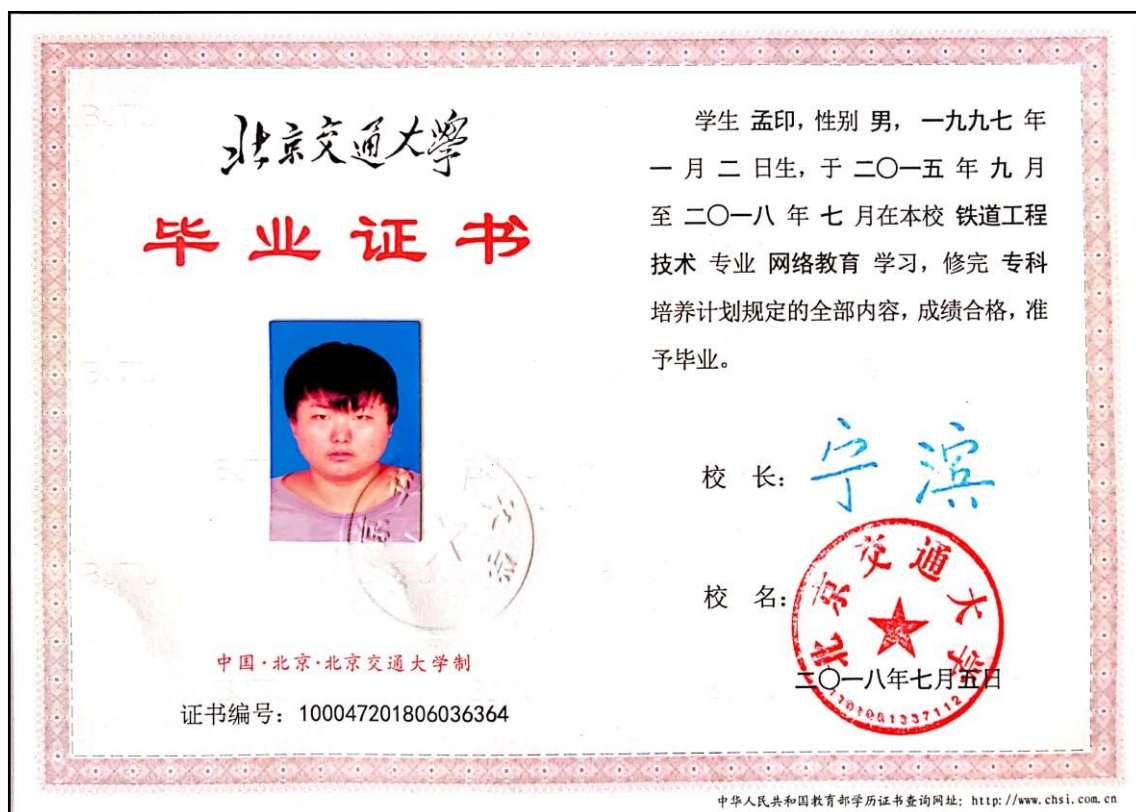 北京交通大學
毕业证书
中国·北京·北京交通大学制
证书编号：100047201806036364
学生 孟印，性别 男， 一九九七 年
一 月 二 日生，于 二〇一五 年 九 月
至 二〇一八 年 七 月在本校 铁道工程
技术 专业 网络教育 学习，修完 专科
培养计划规定的全部内容，成绩合格，准
予毕业。
校 长：宁滨
校 名：
北京交通大学
二〇一八年七月五日
1101081337112
中华人民共和国教育部学历证书查询网址：http://www.chsi.com.cn